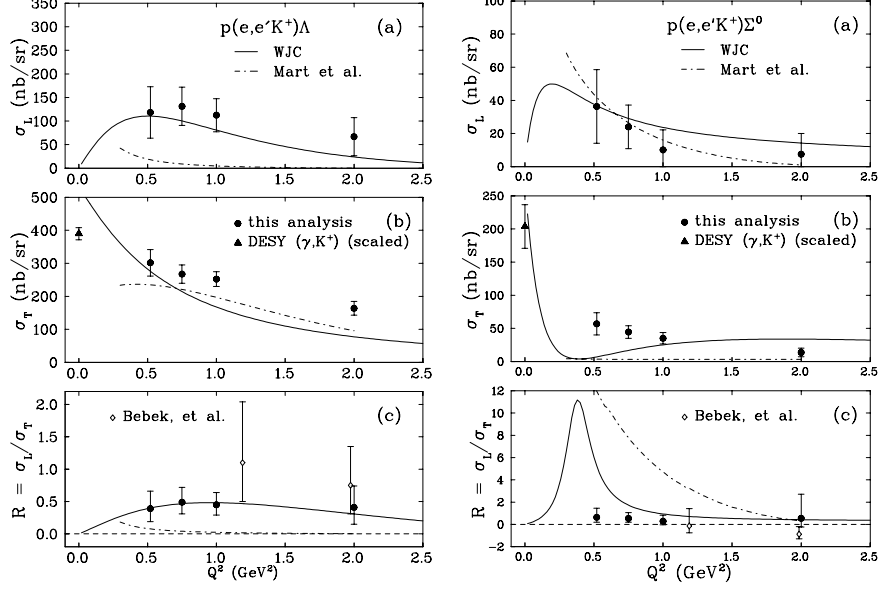 p(e,e′K⁺)Λ (a)
WJC
Mart et al.
σ_L (nb/sr)
350
300
250
200
150
100
50
0
0.0 0.5 1.0 1.5 2.0 2.5
(b)
this analysis
DESY (γ,K⁺) (scaled)
σ_T (nb/sr)
500
400
300
200
100
0
0.0 0.5 1.0 1.5 2.0 2.5
Bebek, et al. (c)
R = σ_L/σ_T
2.0
1.5
1.0
0.5
0.0
0.0 0.5 1.0 1.5 2.0 2.5
Q² (GeV²)
p(e,e′K⁺)Σ⁰ (a)
WJC
Mart et al.
σ_L (nb/sr)
100
80
60
40
20
0
0.0 0.5 1.0 1.5 2.0 2.5
(b)
this analysis
DESY (γ,K⁺) (scaled)
σ_T (nb/sr)
250
200
150
100
50
0
0.0 0.5 1.0 1.5 2.0 2.5
Bebek, et al. (c)
R = σ_L/σ_T
12
10
8
6
4
2
0
−2
0.0 0.5 1.0 1.5 2.0 2.5
Q² (GeV²)